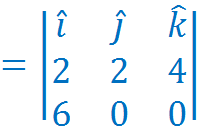 = | î ĵ k̂ |
| 2 2 4 |
| 6 0 0 |